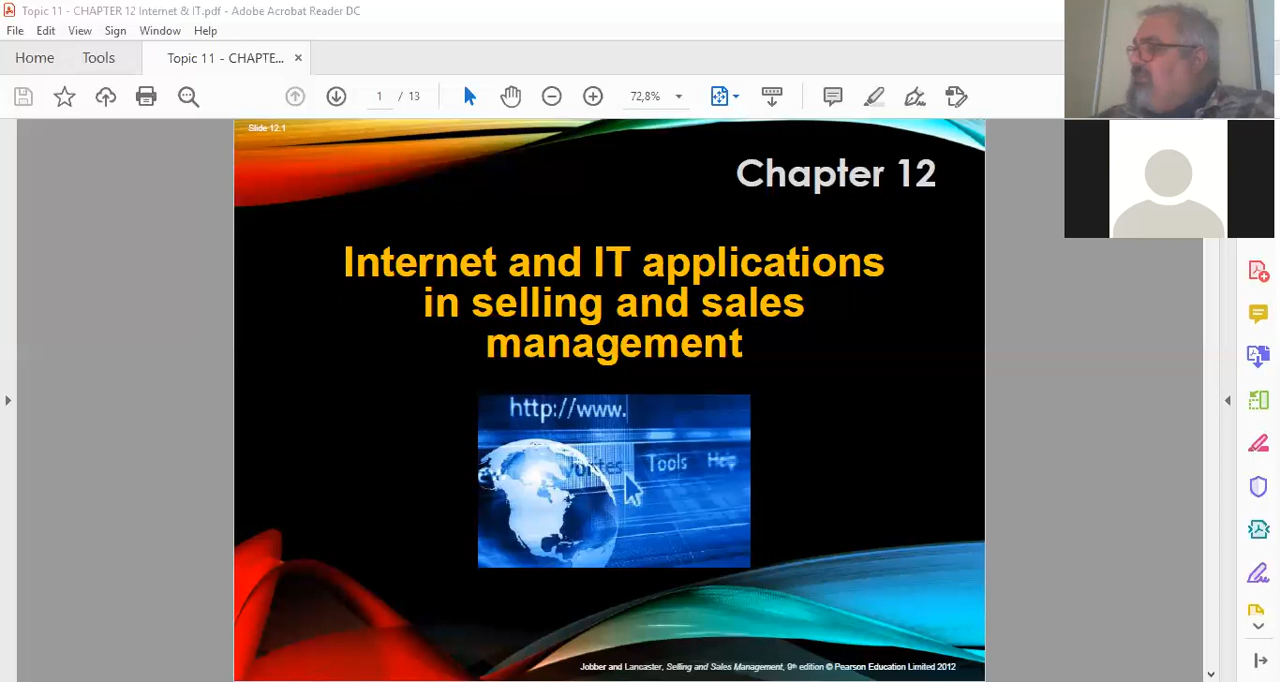 Topic 11 - CHAPTER 12 Internet & IT.pdf - Adobe Acrobat Reader DC
File Edit View Sign Window Help
Home Tools Topic 11 - CHAPTE... ×
1 / 13 72,8%
Slide 12.1
Chapter 12
Internet and IT applications
in selling and sales
management
http://www.
Tools Help
Jobber and Lancaster, Selling and Sales Management, 9th edition © Pearson Education Limited 2012